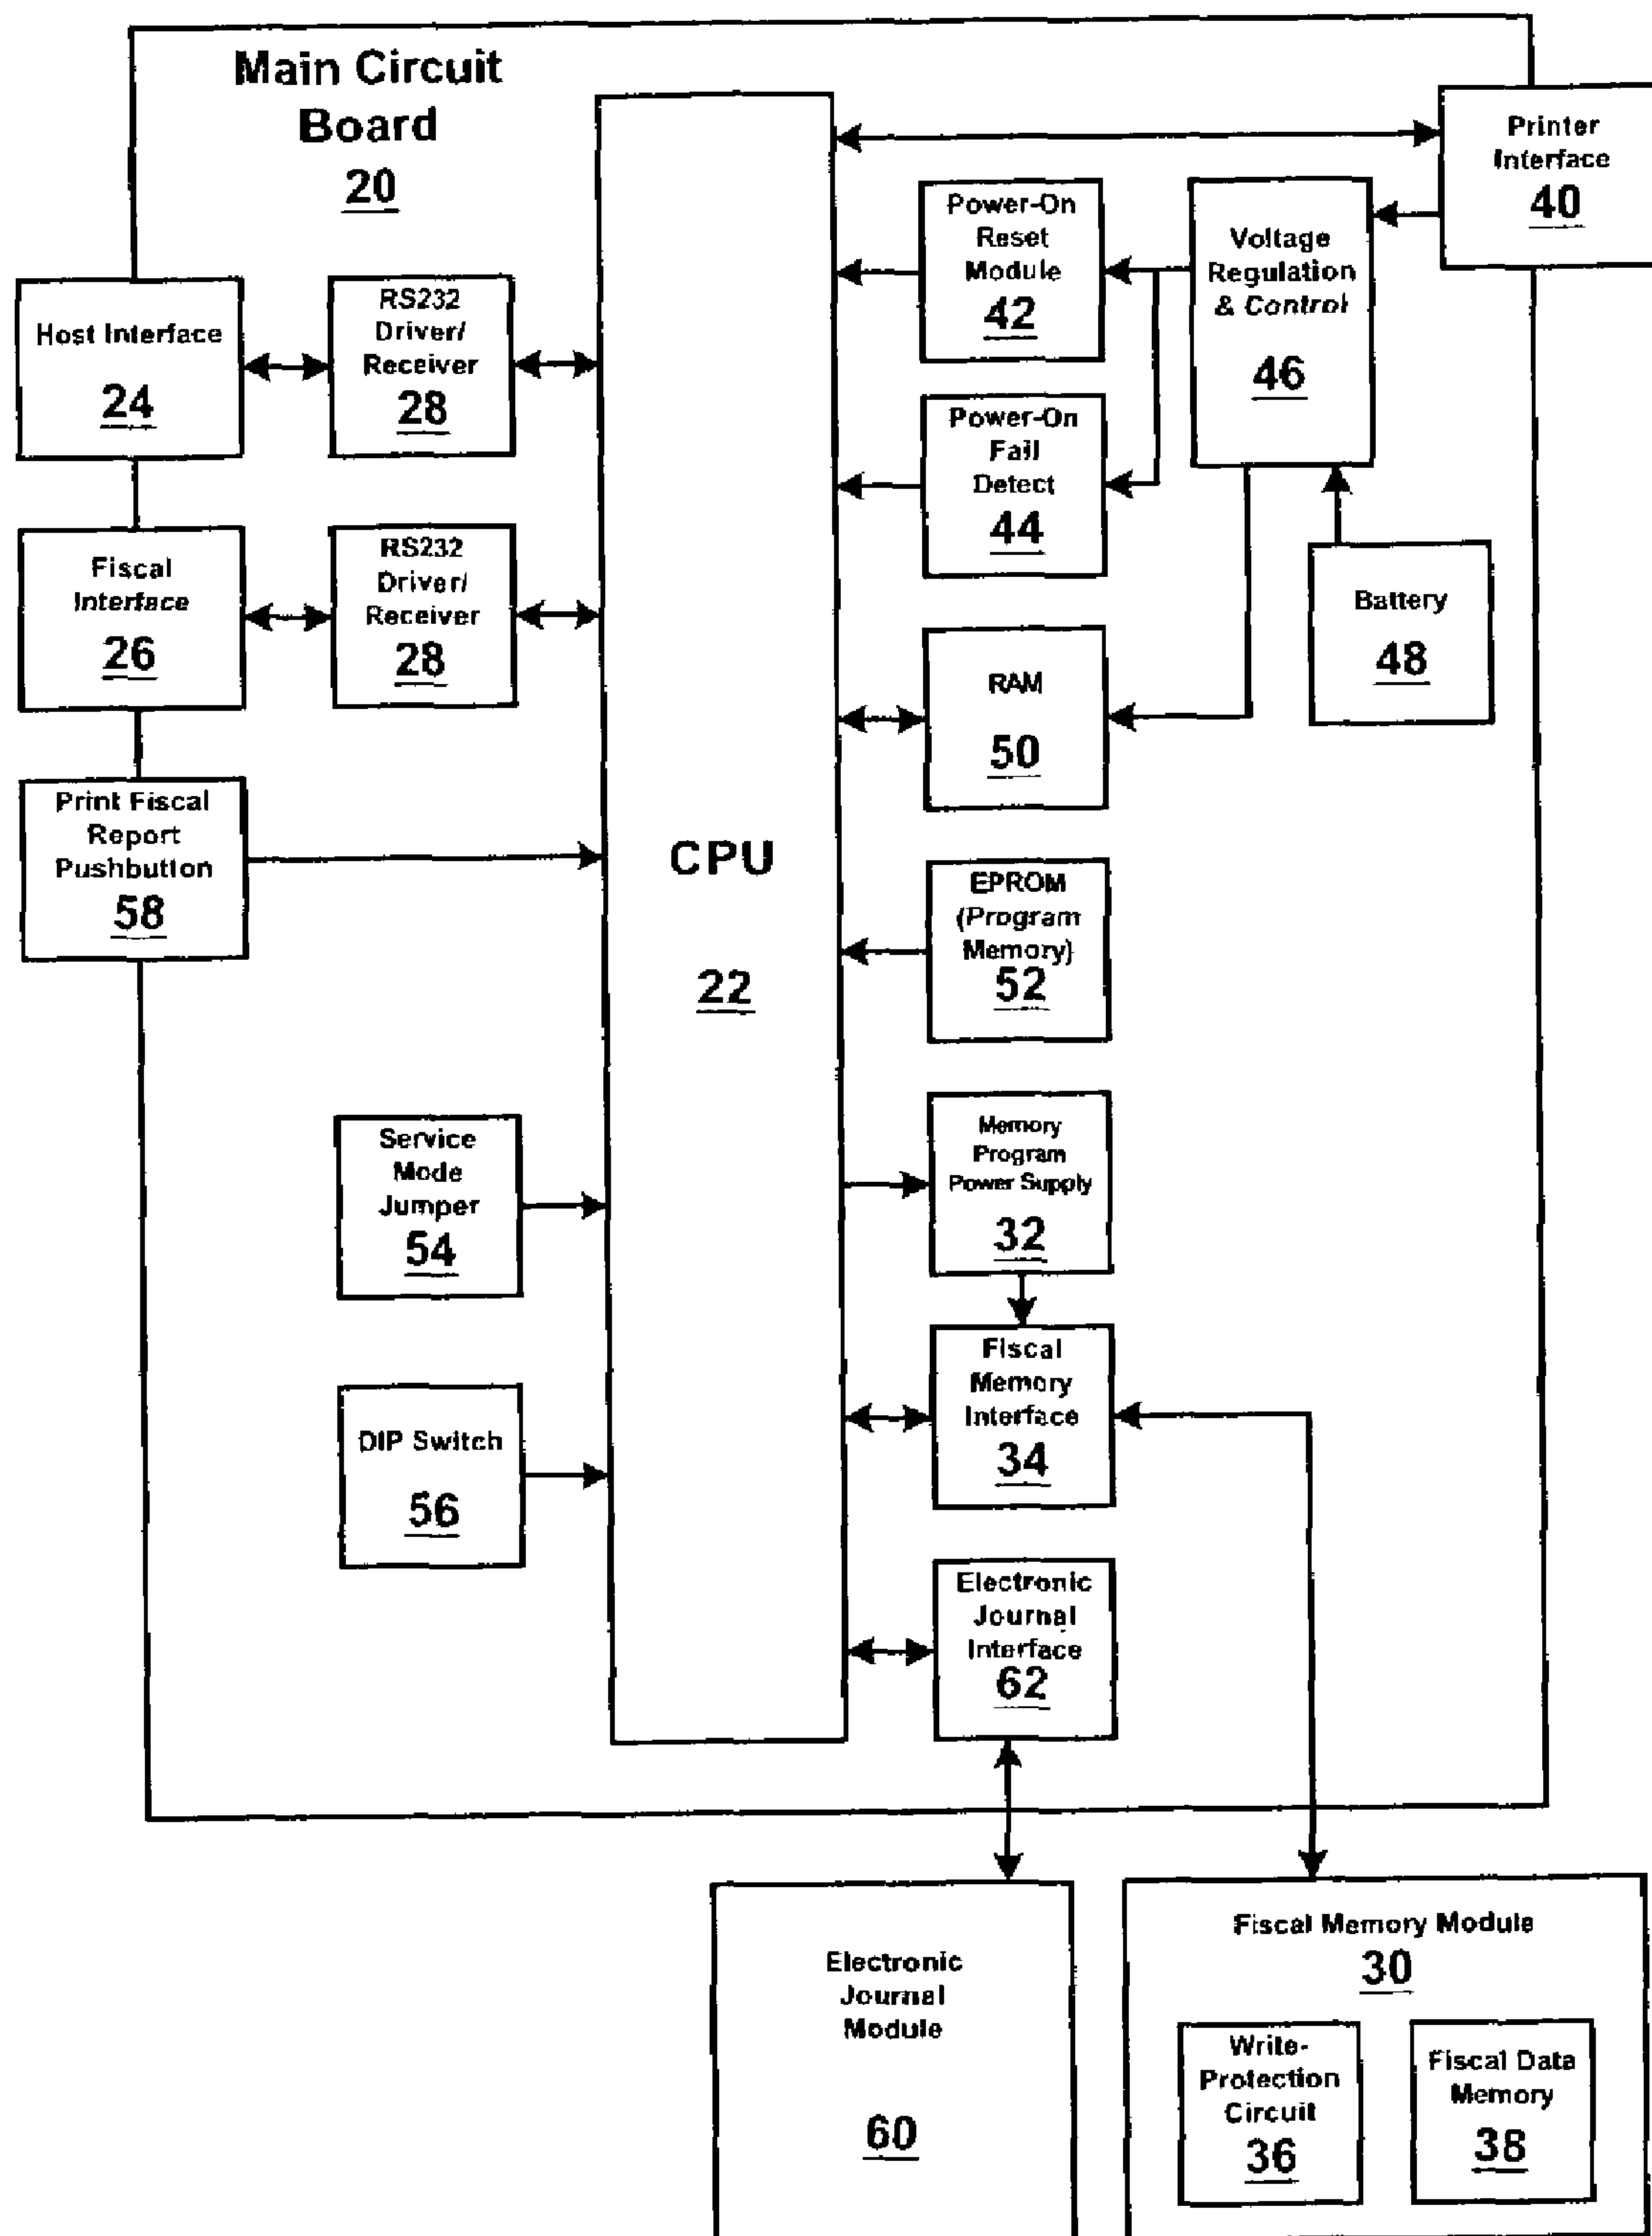 Main Circuit
Board
20
Printer
Interface
40
Power-On
Reset
Module
42
Voltage
Regulation
& Control
46
Host Interface
24
RS232
Driver/
Receiver
28
Power-On
Fail
Detect
44
Fiscal
Interface
26
RS232
Driver/
Receiver
28
Battery
48
RAM
50
Print Fiscal
Report
Pushbutton
58
CPU
22
EPROM
(Program
Memory)
52
Service
Mode
Jumper
54
Memory
Program
Power Supply
32
Fiscal
Memory
Interface
34
DIP Switch
56
Electronic
Journal
Interface
62
Electronic
Journal
Module
60
Fiscal Memory Module
30
Write-
Protection
Circuit
36
Fiscal Data
Memory
38